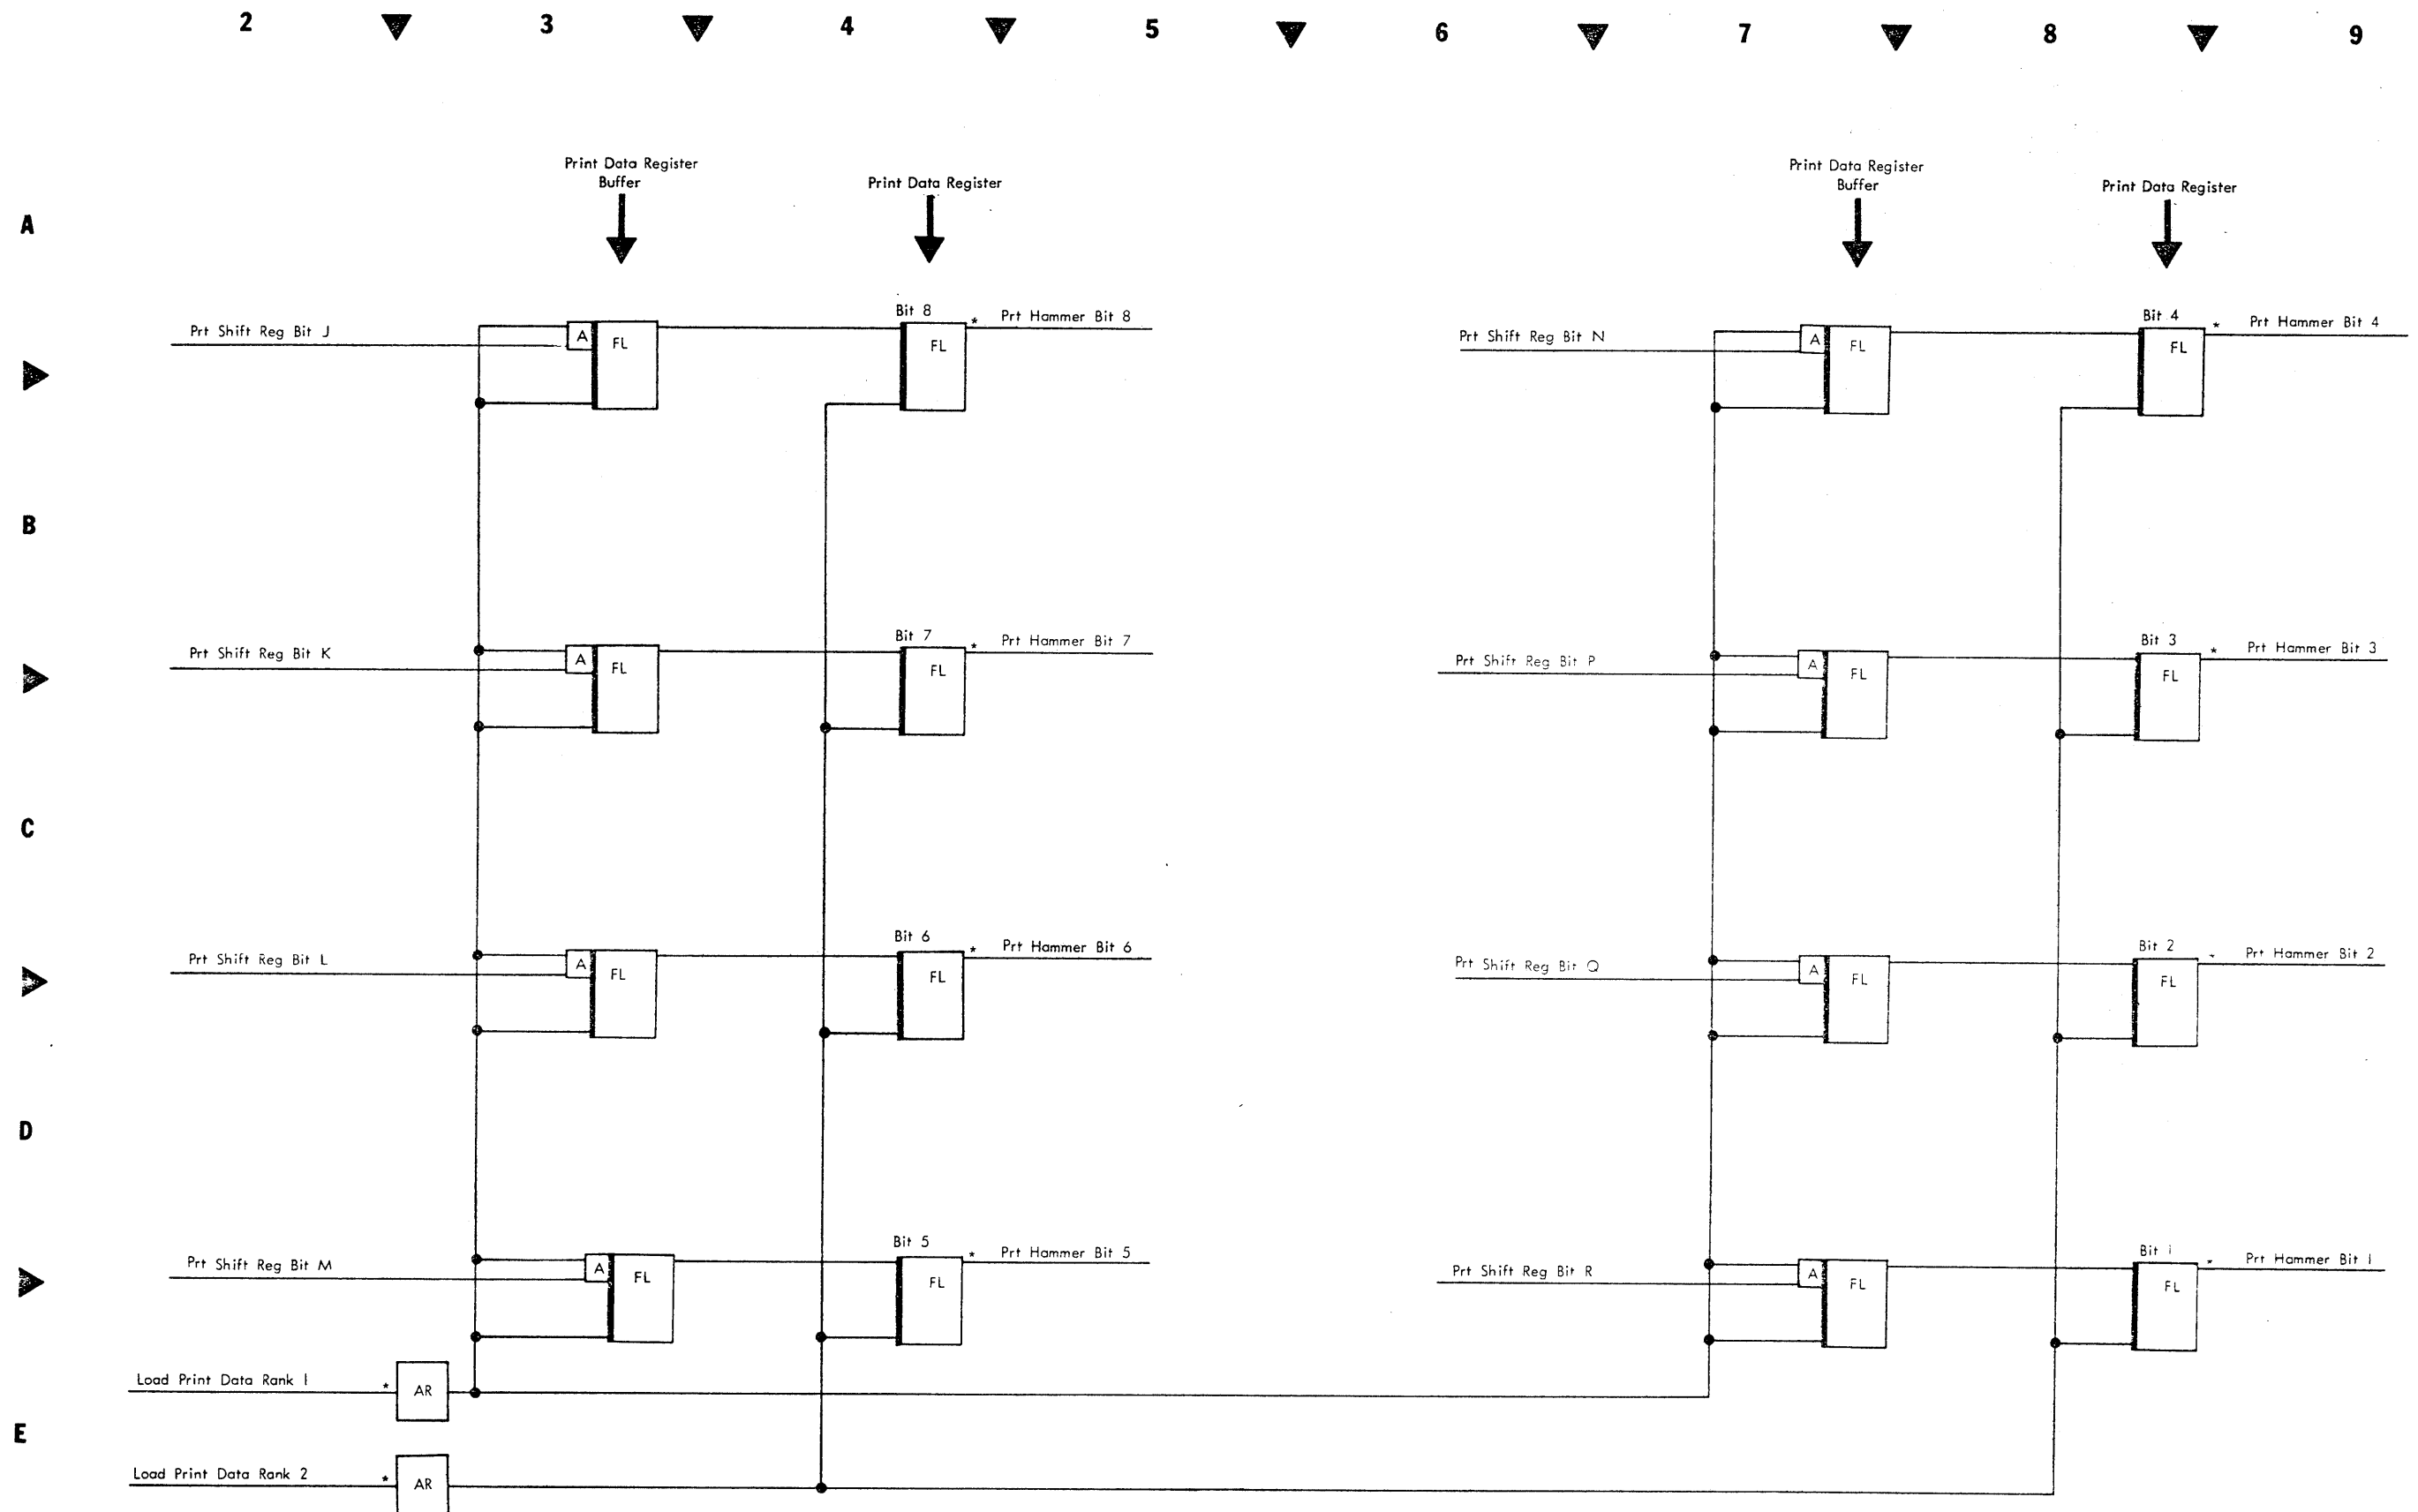 2 3 4 5 6 7 8 9
Print Data Register
Buffer
Print Data Register
Print Data Register
Buffer
Print Data Register
A
Prt Shift Reg Bit J
A
FL
Bit 8
FL
* Prt Hammer Bit 8
Prt Shift Reg Bit N
A
FL
Bit 4
FL
* Prt Hammer Bit 4
B
Prt Shift Reg Bit K
A
FL
Bit 7
FL
* Prt Hammer Bit 7
Prt Shift Reg Bit P
A
FL
Bit 3
FL
* Prt Hammer Bit 3
C
Prt Shift Reg Bit L
A
FL
Bit 6
FL
* Prt Hammer Bit 6
Prt Shift Reg Bit Q
A
FL
Bit 2
FL
* Prt Hammer Bit 2
D
Prt Shift Reg Bit M
A
FL
Bit 5
FL
* Prt Hammer Bit 5
Prt Shift Reg Bit R
A
FL
Bit 1
FL
* Prt Hammer Bit 1
Load Print Data Rank 1 *
AR
E
Load Print Data Rank 2 *
AR